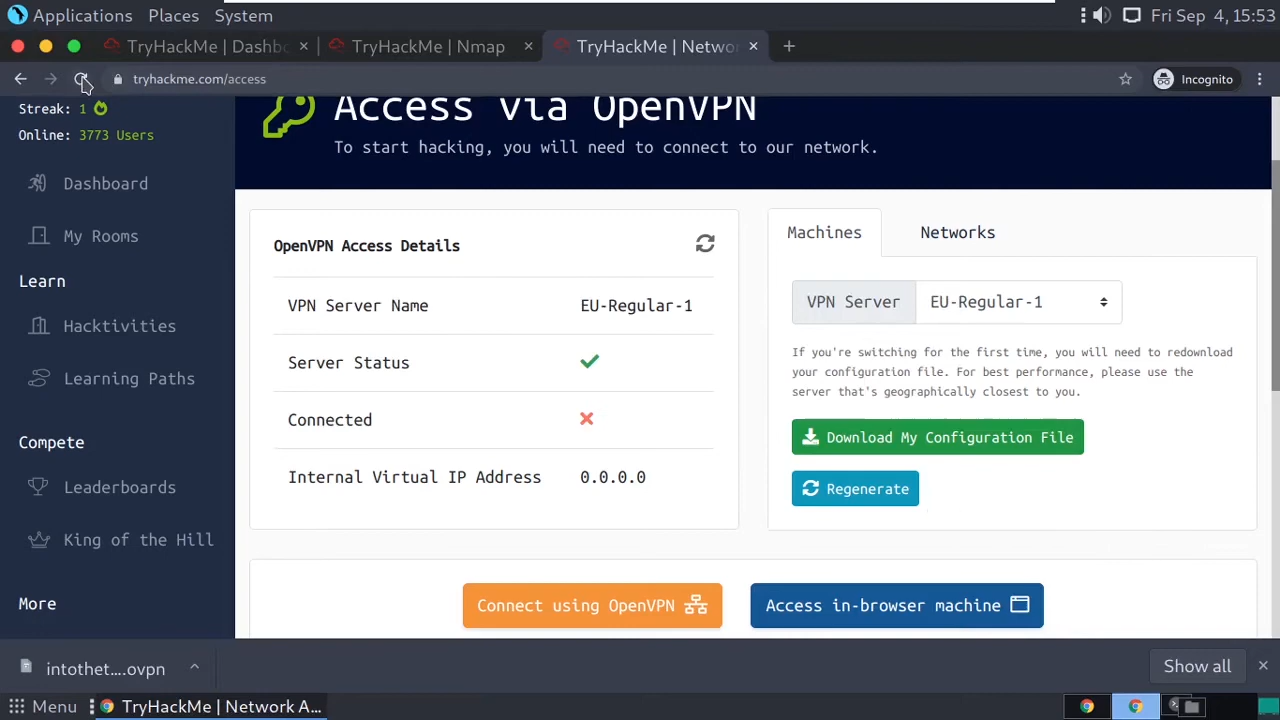 Applications Places System Fri Sep 4, 15:53
TryHackMe | Dashb × TryHackMe | Nmap × TryHackMe | Netwo × +
tryhackme.com/access Incognito
Streak: 1
Online: 3773 Users
Dashboard
My Rooms
Learn
Hacktivities
Learning Paths
Compete
Leaderboards
King of the Hill
More
Access via OpenVPN
To start hacking, you will need to connect to our network.
OpenVPN Access Details
VPN Server Name EU-Regular-1
Server Status
Connected
Internal Virtual IP Address 0.0.0.0
Machines Networks
VPN Server EU-Regular-1
If you're switching for the first time, you will need to redownload
your configuration file. For best performance, please use the
server that's geographically closest to you.
Download My Configuration File
Regenerate
Connect using OpenVPN Access in-browser machine
intothet....ovpn Show all
Menu TryHackMe | Network A...